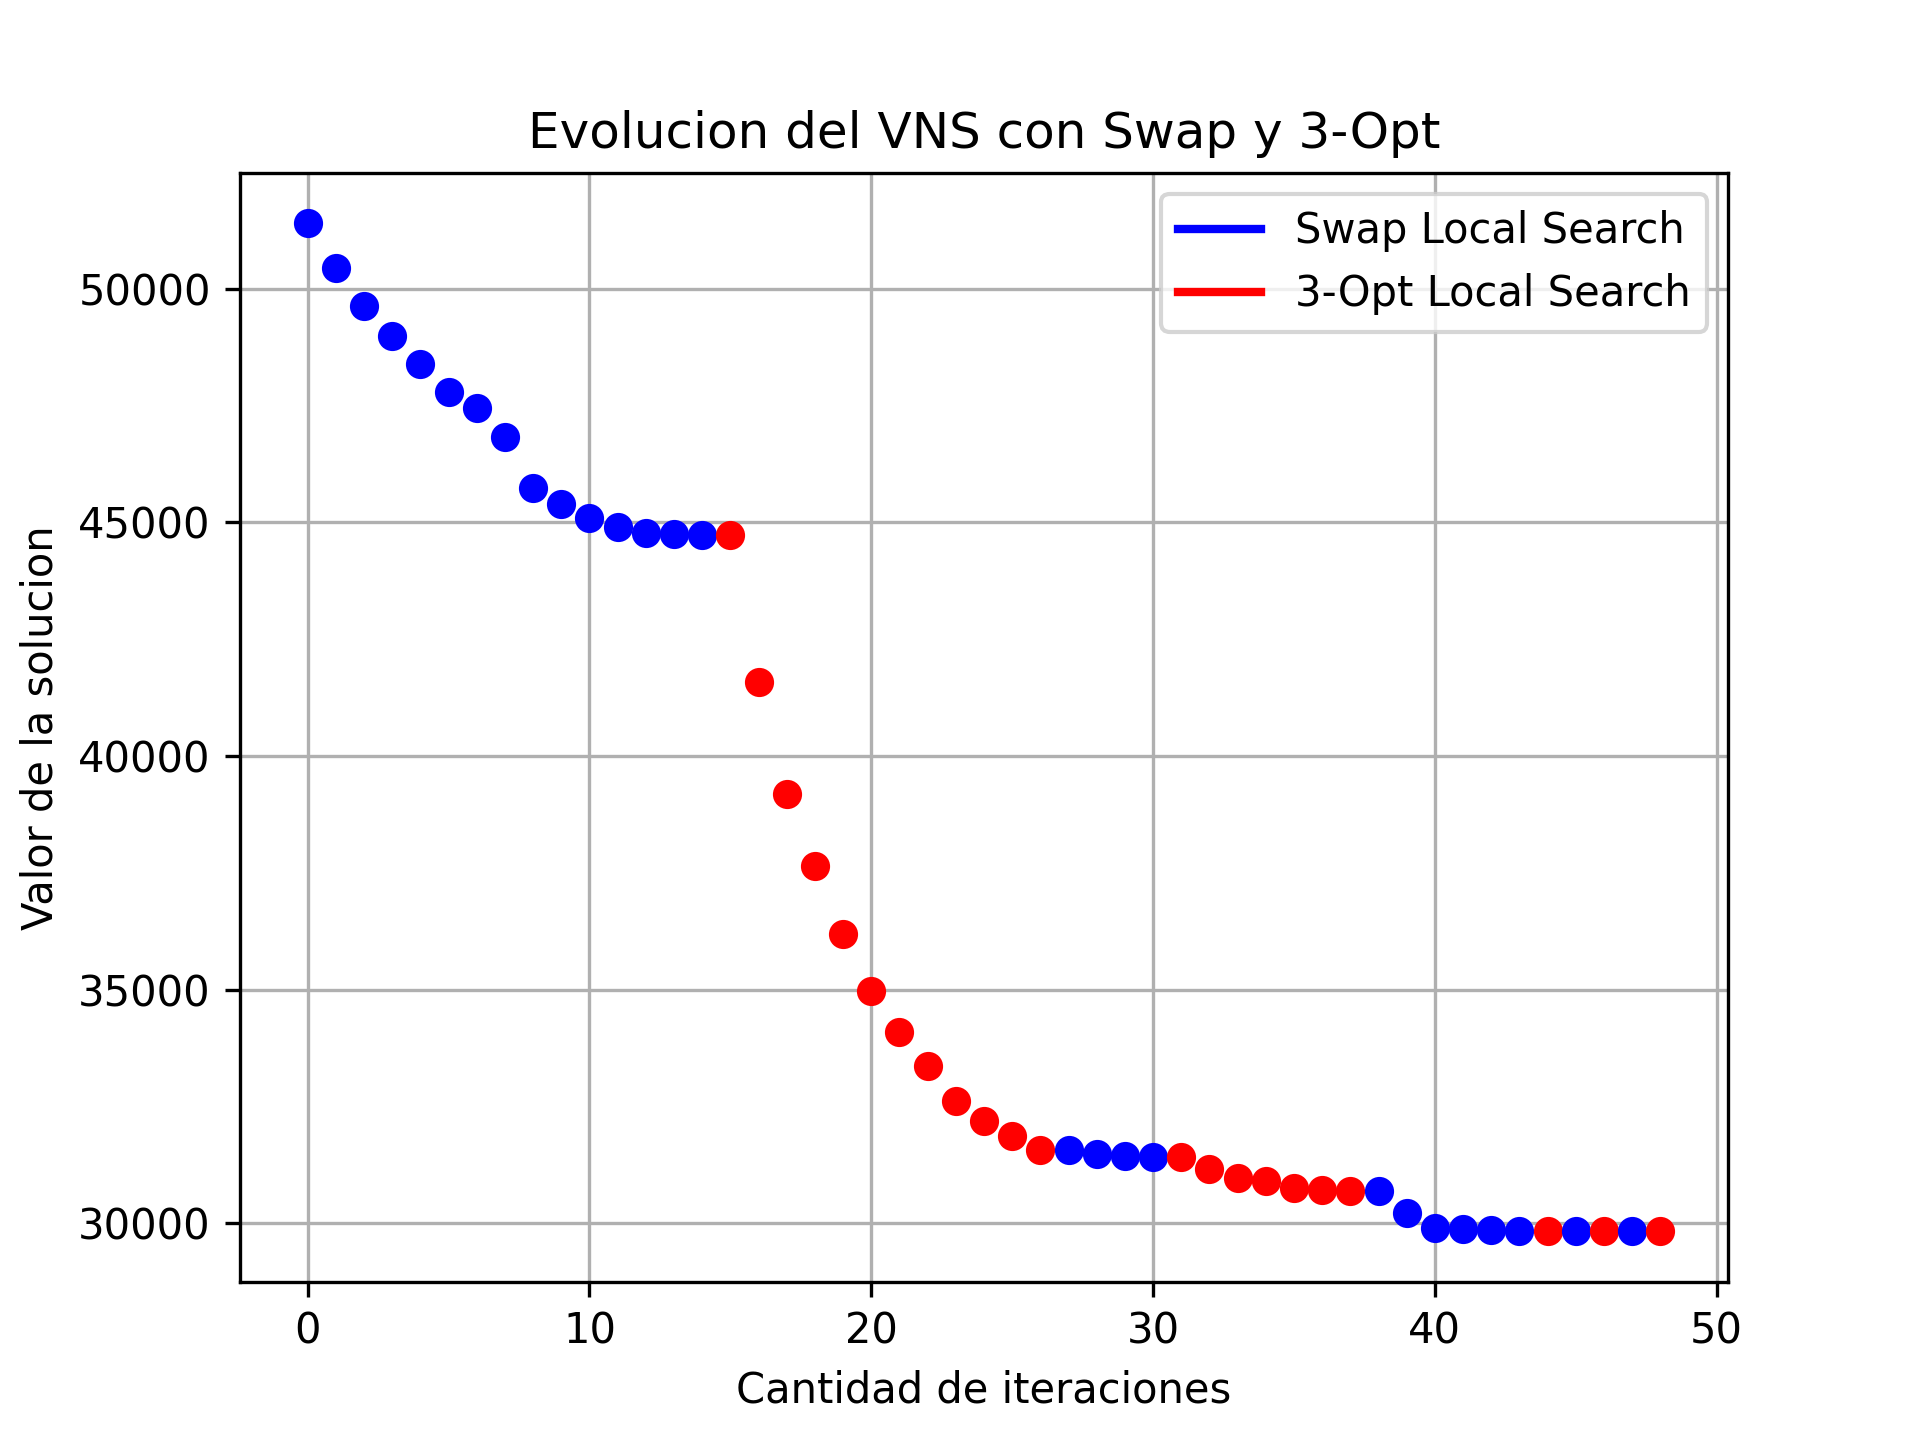 Evolucion del VNS con Swap y 3-Opt
Swap Local Search
3-Opt Local Search
50000
45000
40000
35000
30000
Valor de la solucion
0 10 20 30 40 50
Cantidad de iteraciones